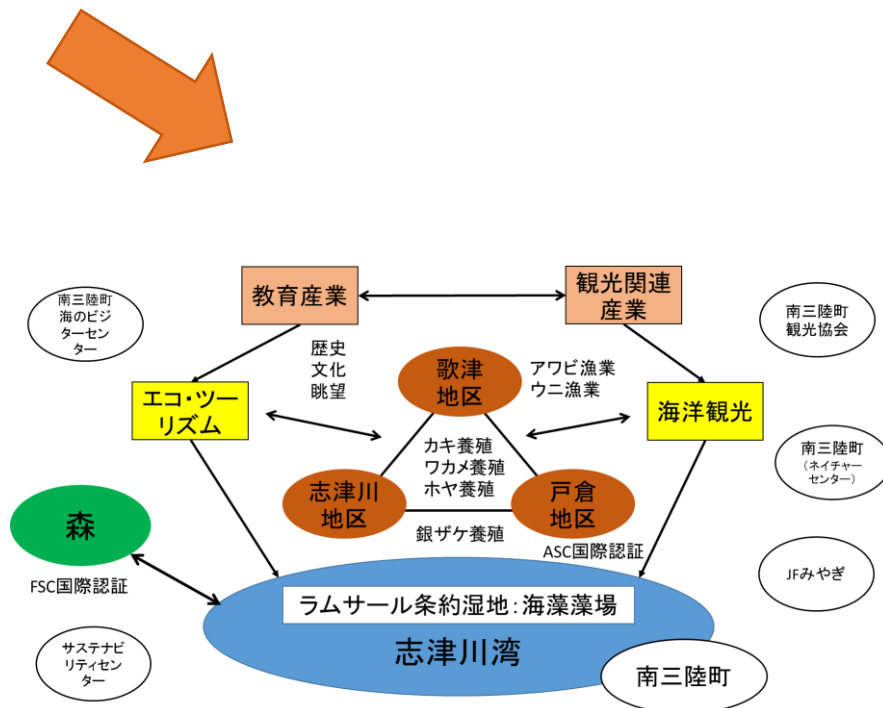 教育産業
観光関連
産業
南三陸町
海のビジ
ターセン
ター
南三陸町
観光協会
歴史
文化
眺望
歌津
地区
アワビ漁業
ウニ漁業
エコ・ツー
リズム
海洋観光
カキ養殖
ワカメ養殖
ホヤ養殖
南三陸町
(ネイチャー
センター)
志津川
地区
戸倉
地区
森
銀ザケ養殖
ASC国際認証
FSC国際認証
JFみやぎ
ラムサール条約湿地:海藻藻場
志津川湾
サステナビ
リティセン
ター
南三陸町